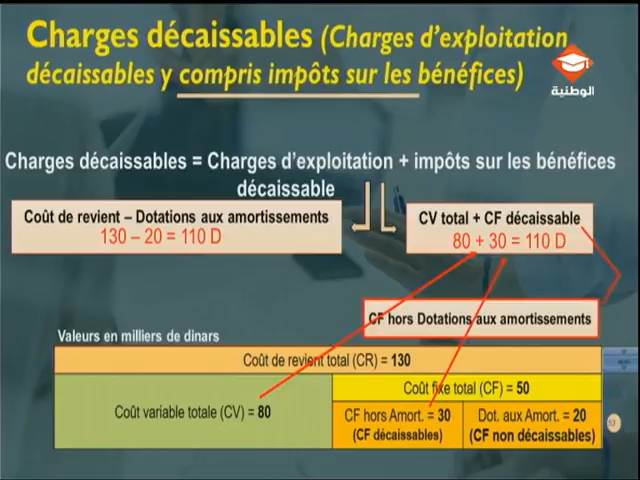 Charges décaissables (Charges d'exploitation
décaissables y compris impôts sur les bénéfices)
الوطنية
Charges décaissables = Charges d'exploitation + impôts sur les bénéfices
décaissable
Coût de revient – Dotations aux amortissements
130 – 20 = 110 D
CV total + CF décaissable
80 + 30 = 110 D
CF hors Dotations aux amortissements
Valeurs en milliers de dinars
Coût de revient total (CR) = 130
Coût variable totale (CV) = 80
Coût fixe total (CF) = 50
CF hors Amort. = 30
(CF décaissables)
Dot. aux Amort. = 20
(CF non décaissables)
53